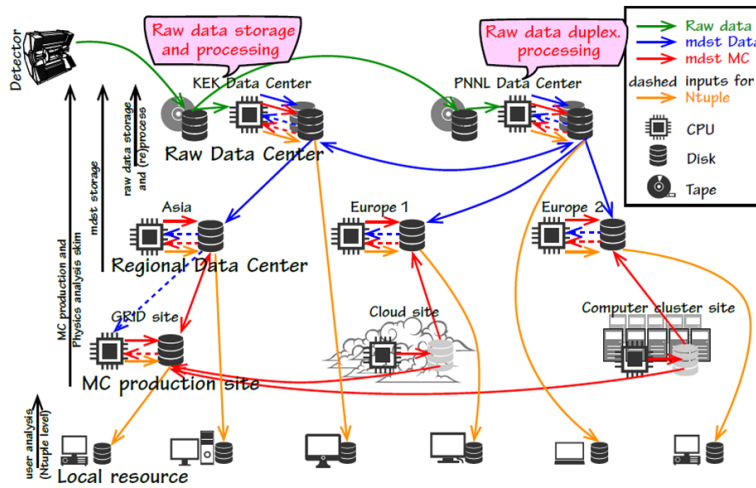 Detector
Raw data storage
and processing
Raw data duplex.
processing
Raw data
mdst Data
mdst MC
dashed inputs for
Ntuple
CPU
Disk
Tape
KEK Data Center
PNNL Data Center
Raw Data Center
raw data storage
and (re)process
mdst storage
MC production and
Physics analysis skim
Asia
Europe 1
Europe 2
Regional Data Center
GRID site
Cloud site
Computer cluster site
MC production site
user analysis
(Ntuple level)
Local resource